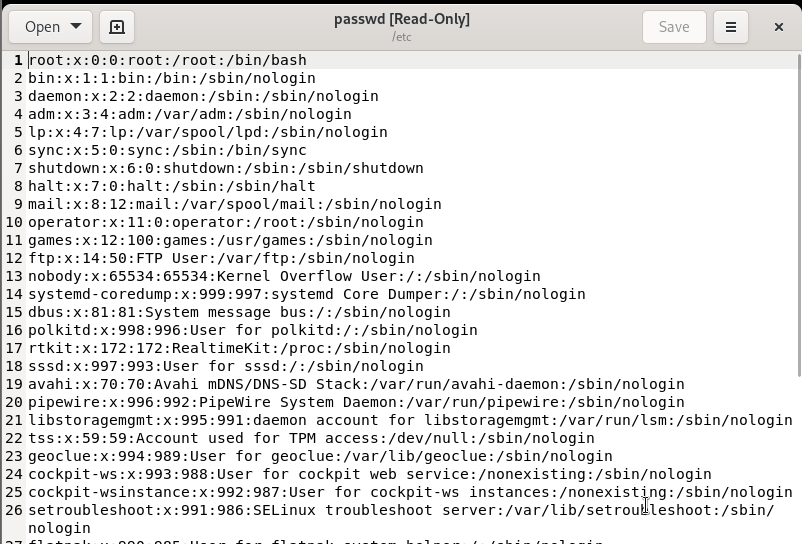 Open
passwd [Read-Only]
/etc
Save
1 root:x:0:0:root:/root:/bin/bash
2 bin:x:1:1:bin:/bin:/sbin/nologin
3 daemon:x:2:2:daemon:/sbin:/sbin/nologin
4 adm:x:3:4:adm:/var/adm:/sbin/nologin
5 lp:x:4:7:lp:/var/spool/lpd:/sbin/nologin
6 sync:x:5:0:sync:/sbin:/bin/sync
7 shutdown:x:6:0:shutdown:/sbin:/sbin/shutdown
8 halt:x:7:0:halt:/sbin:/sbin/halt
9 mail:x:8:12:mail:/var/spool/mail:/sbin/nologin
10 operator:x:11:0:operator:/root:/sbin/nologin
11 games:x:12:100:games:/usr/games:/sbin/nologin
12 ftp:x:14:50:FTP User:/var/ftp:/sbin/nologin
13 nobody:x:65534:65534:Kernel Overflow User:/:/sbin/nologin
14 systemd-coredump:x:999:997:systemd Core Dumper:/:/sbin/nologin
15 dbus:x:81:81:System message bus:/:/sbin/nologin
16 polkitd:x:998:996:User for polkitd:/:/sbin/nologin
17 rtkit:x:172:172:RealtimeKit:/proc:/sbin/nologin
18 sssd:x:997:993:User for sssd:/:/sbin/nologin
19 avahi:x:70:70:Avahi mDNS/DNS-SD Stack:/var/run/avahi-daemon:/sbin/nologin
20 pipewire:x:996:992:PipeWire System Daemon:/var/run/pipewire:/sbin/nologin
21 libstoragemgmt:x:995:991:daemon account for libstoragemgmt:/var/run/lsm:/sbin/nologin
22 tss:x:59:59:Account used for TPM access:/dev/null:/sbin/nologin
23 geoclue:x:994:989:User for geoclue:/var/lib/geoclue:/sbin/nologin
24 cockpit-ws:x:993:988:User for cockpit web service:/nonexisting:/sbin/nologin
25 cockpit-wsinstance:x:992:987:User for cockpit-ws instances:/nonexisting:/sbin/nologin
26 setroubleshoot:x:991:986:SELinux troubleshoot server:/var/lib/setroubleshoot:/sbin/
nologin
27 flatpak:x:990:985:User for flatpak system helper:/:/sbin/nologin